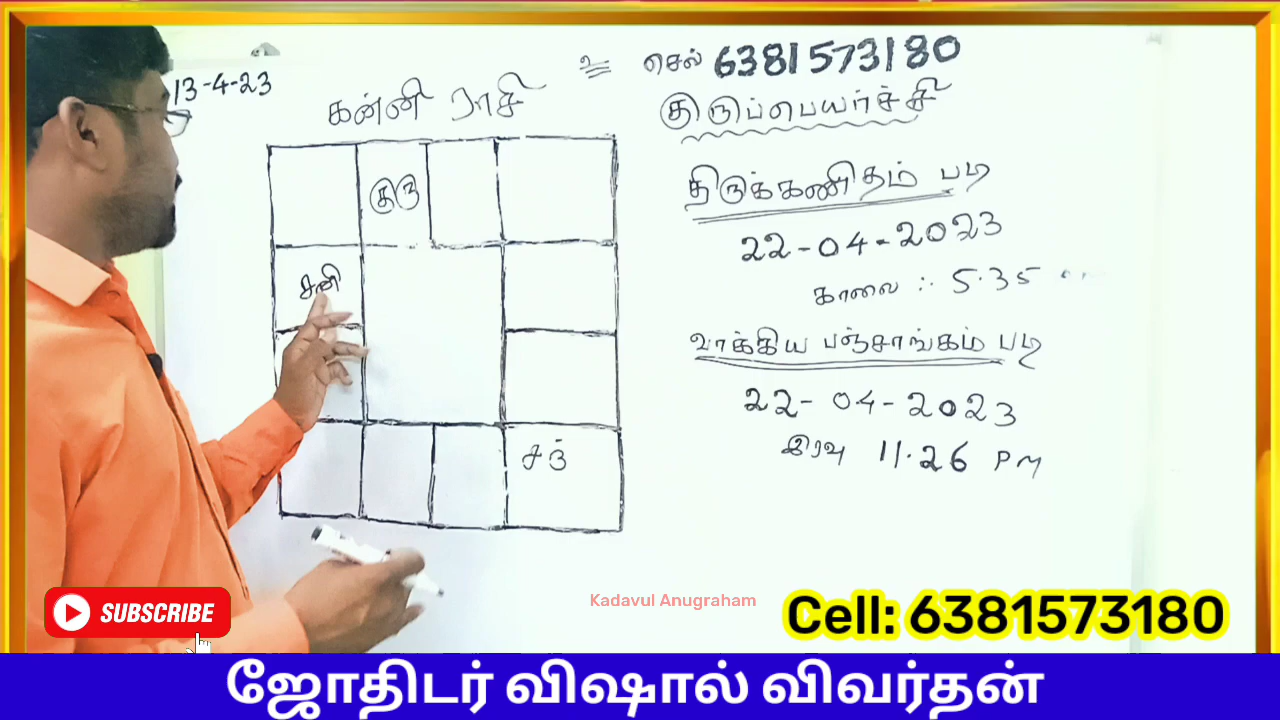 உ செல் 6381573180
13-4-23
கன்னி ராசி
குருப்பெயர்ச்சி
குரு
சனி
சந்
திருக்கணிதம் படி
22-04-2023
காலை : 5.35
வாக்கிய பஞ்சாங்கம் படி
22-04-2023
இரவு 11.26 PM
SUBSCRIBE
Kadavul Anugraham
Cell: 6381573180
ஜோதிடர் விஷால் விவர்தன்